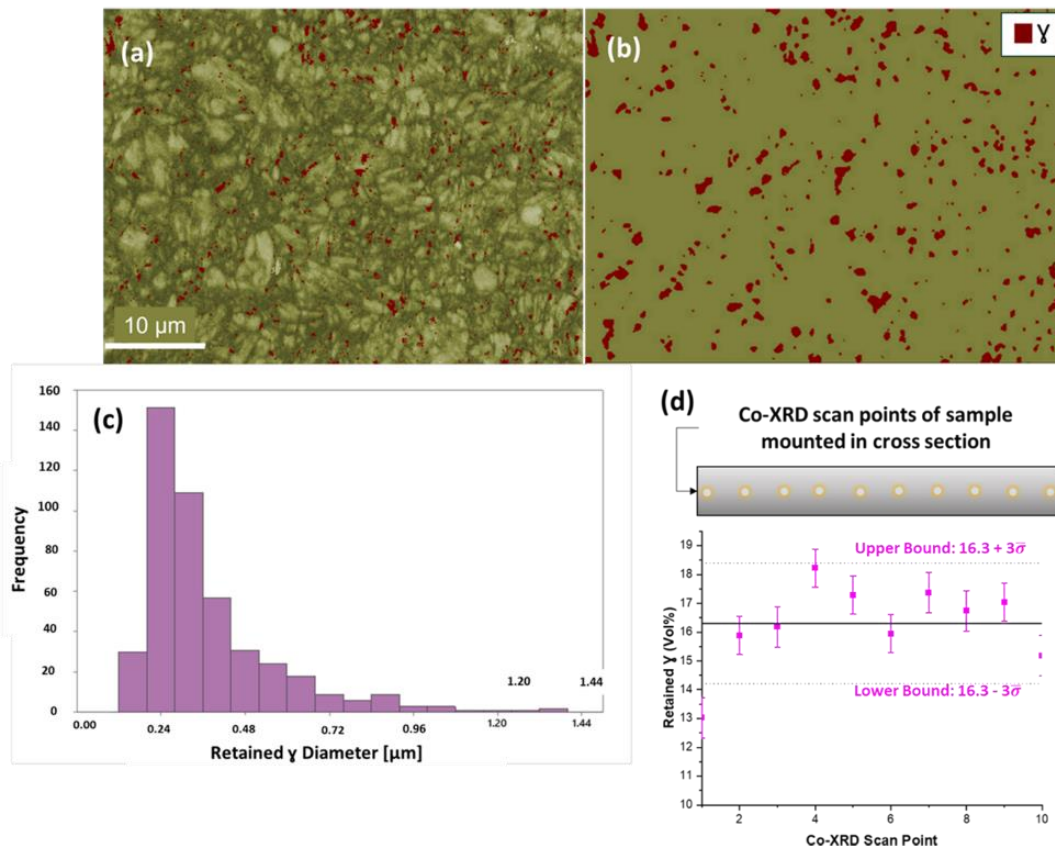 (a)
10 µm
(b)
Ɣ
(c)
160
140
120
100
80
60
40
20
0
Frequency
0.00
0.24
0.48
0.72
0.96
1.20
1.44
1.20
1.44
Retained Ɣ Diameter [µm]
(d)
Co-XRD scan points of sample
mounted in cross section
19
18
17
16
15
14
13
12
11
10
Retained Ɣ (Vol%)
Upper Bound: 16.3 + 3σ̅
Lower Bound: 16.3 - 3σ̅
2
4
6
8
10
Co-XRD Scan Point